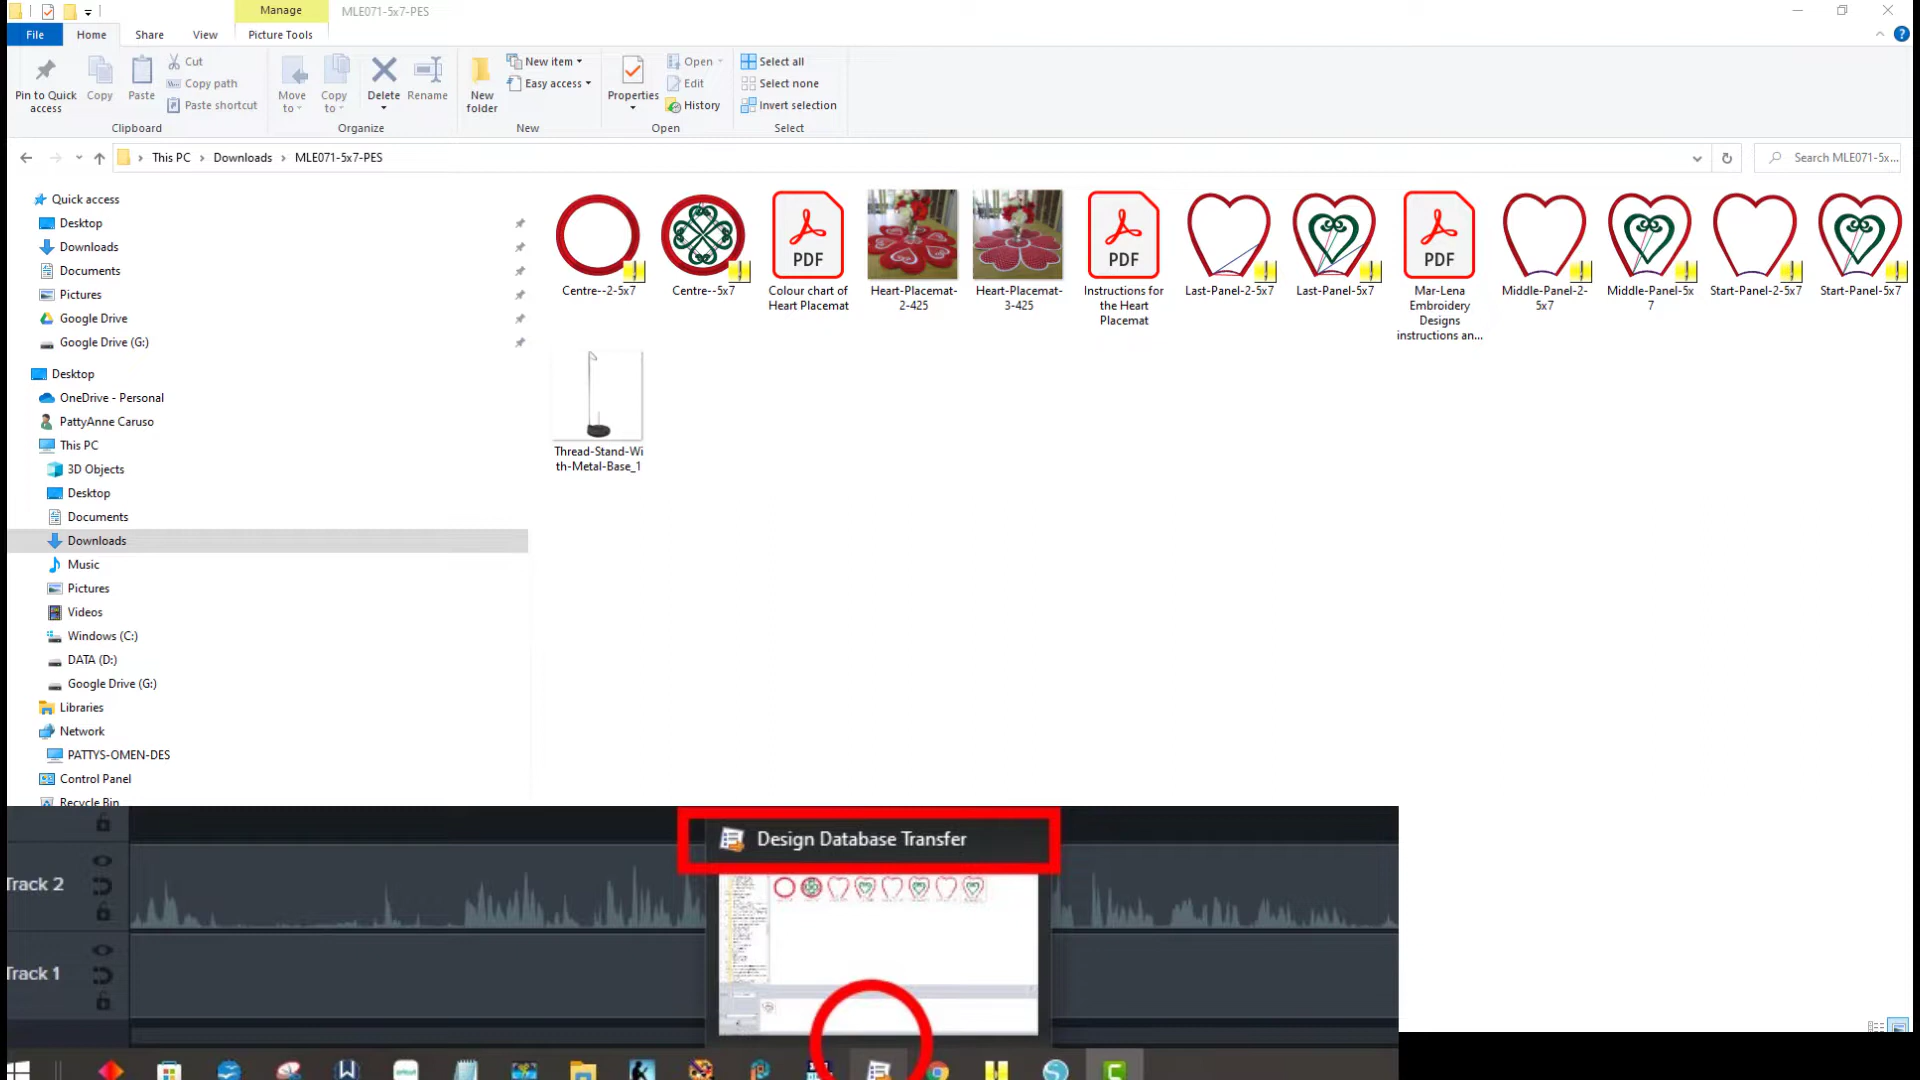 Manage
MLE071-5x7-PES
File
Home
Share
View
Picture Tools
Pin to Quick access
Copy
Paste
Cut
Copy path
Paste shortcut
Clipboard
Move to
Copy to
Delete
Rename
Organize
New folder
New item
Easy access
New
Properties
Open
Edit
History
Open
Select all
Select none
Invert selection
Select
This PC > Downloads > MLE071-5x7-PES
Search MLE071-5x...
Quick access
Desktop
Downloads
Documents
Pictures
Google Drive
Google Drive (G:)
Desktop
OneDrive - Personal
PattyAnne Caruso
This PC
3D Objects
Desktop
Documents
Downloads
Music
Pictures
Videos
Windows (C:)
DATA (D:)
Google Drive (G:)
Libraries
Network
PATTYS-OMEN-DES
Control Panel
Recycle Bin
PDF
PDF
PDF
Centre--2-5x7
Centre--5x7
Colour chart of
Heart Placemat
Heart-Placemat-
2-425
Heart-Placemat-
3-425
Instructions for
the Heart
Placemat
Last-Panel-2-5x7
Last-Panel-5x7
Mar-Lena
Embroidery
Designs
instructions an...
Middle-Panel-2-
5x7
Middle-Panel-5x
7
Start-Panel-2-5x7
Start-Panel-5x7
Thread-Stand-Wi
th-Metal-Base_1
Design Database Transfer
Track 2
Track 1